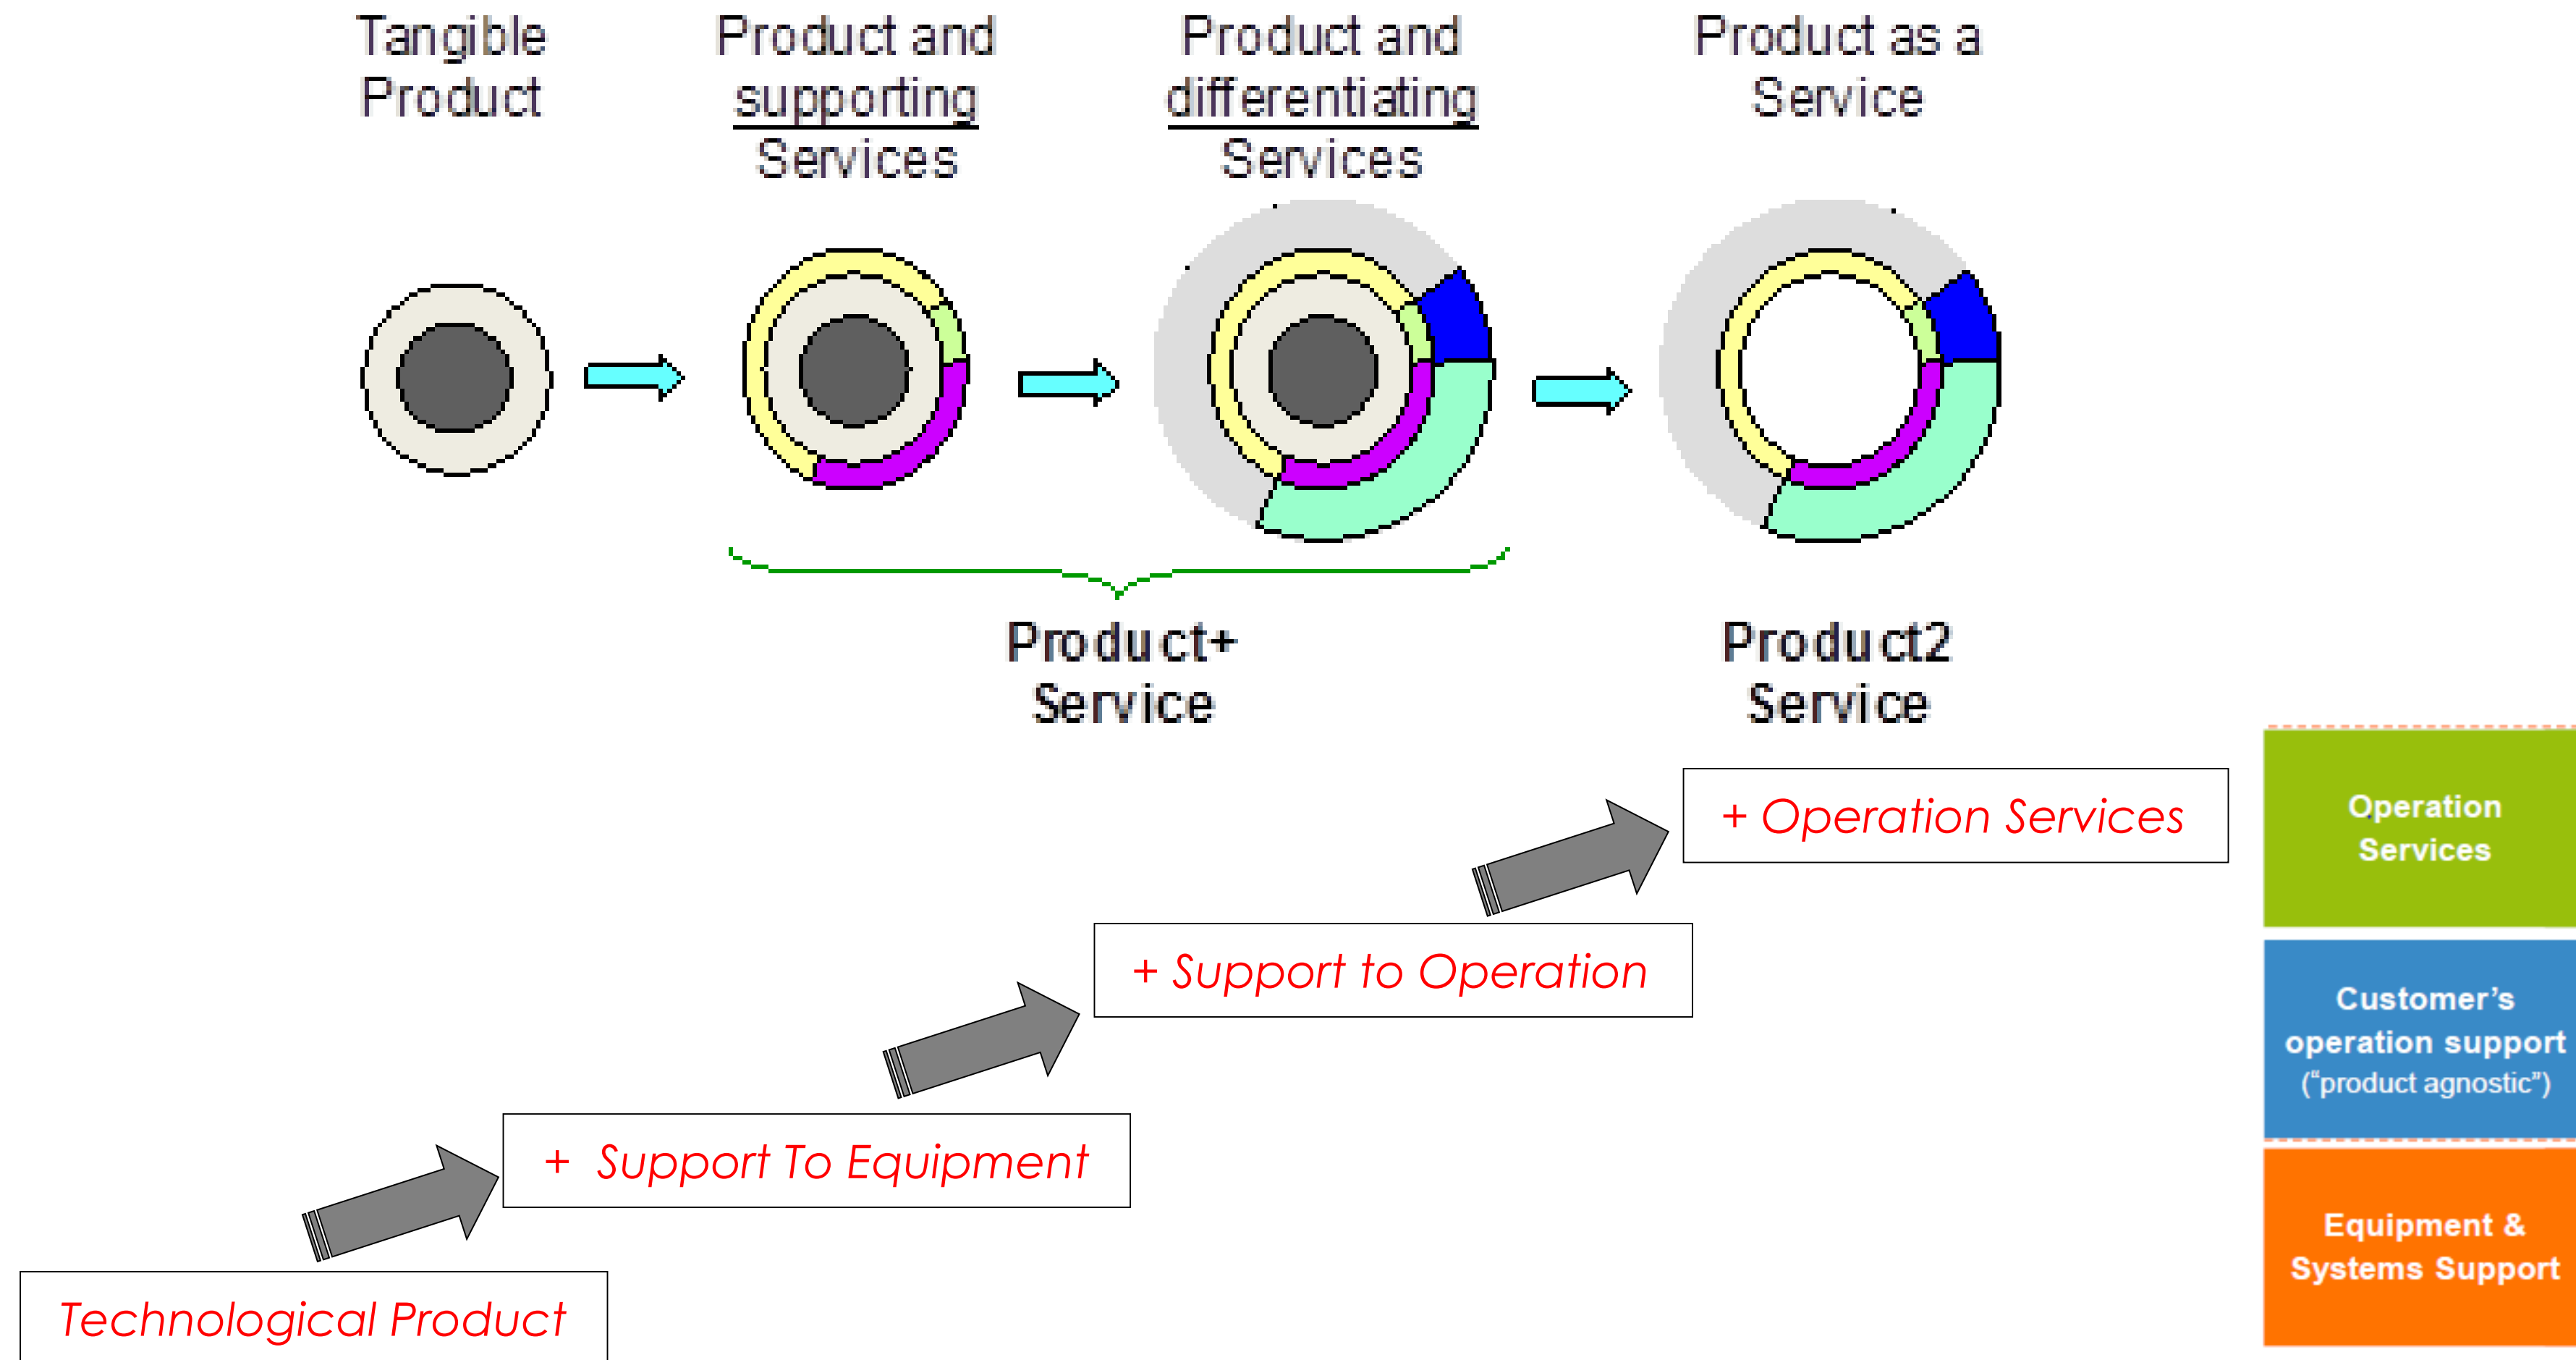 Tangible
Product
Product and
supporting
Services
Product and
differentiating
Services
Product as a
Service
Product+
Service
Product2
Service
+ Operation Services
+ Support to Operation
+ Support To Equipment
Technological Product
Operation
Services
Customer’s
operation support
(“product agnostic”)
Equipment &
Systems Support